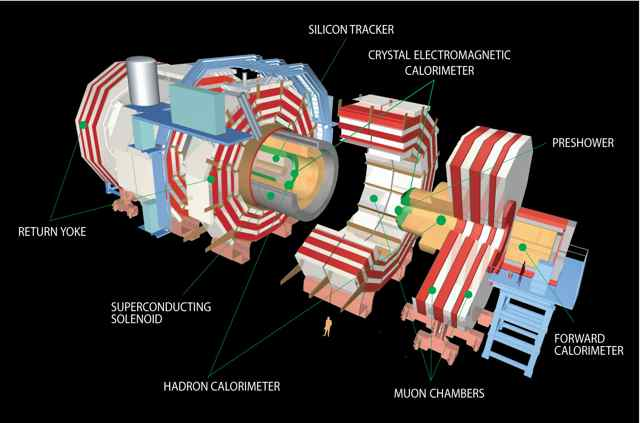 SILICON TRACKER
CRYSTAL ELECTROMAGNETIC
CALORIMETER
PRESHOWER
RETURN YOKE
SUPERCONDUCTING
SOLENOID
FORWARD
CALORIMETER
HADRON CALORIMETER
MUON CHAMBERS